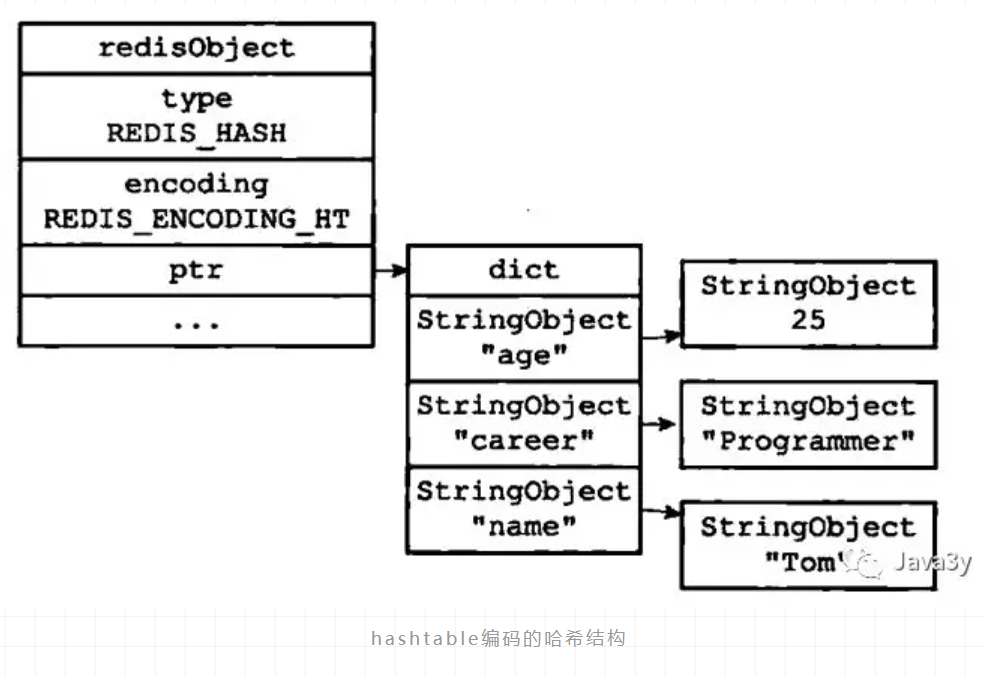 redisObject
type
REDIS_HASH
encoding
REDIS_ENCODING_HT
ptr
...
dict
StringObject
"age"
StringObject
"career"
StringObject
"name"
StringObject
25
StringObject
"Programmer"
StringObject
"Tom"
Java3y
hashtable编码的哈希结构